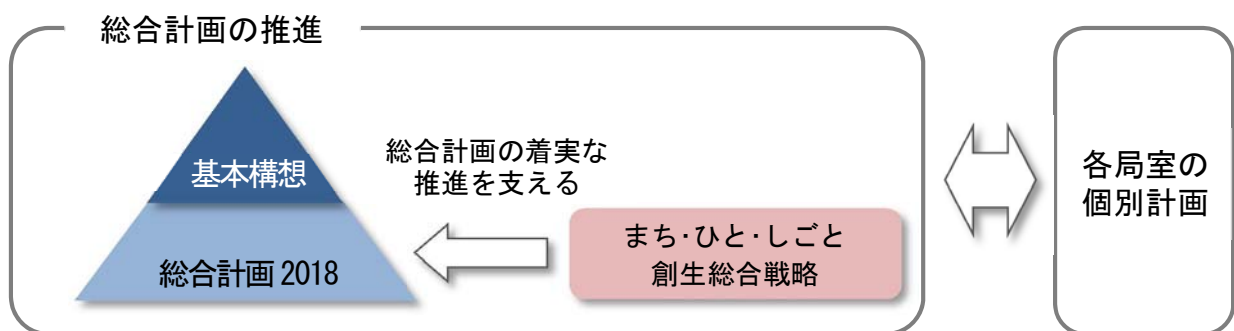 総合計画の推進
基本構想
総合計画 2018
総合計画の着実な
推進を支える
まち・ひと・しごと
創生総合戦略
各局室の
個別計画